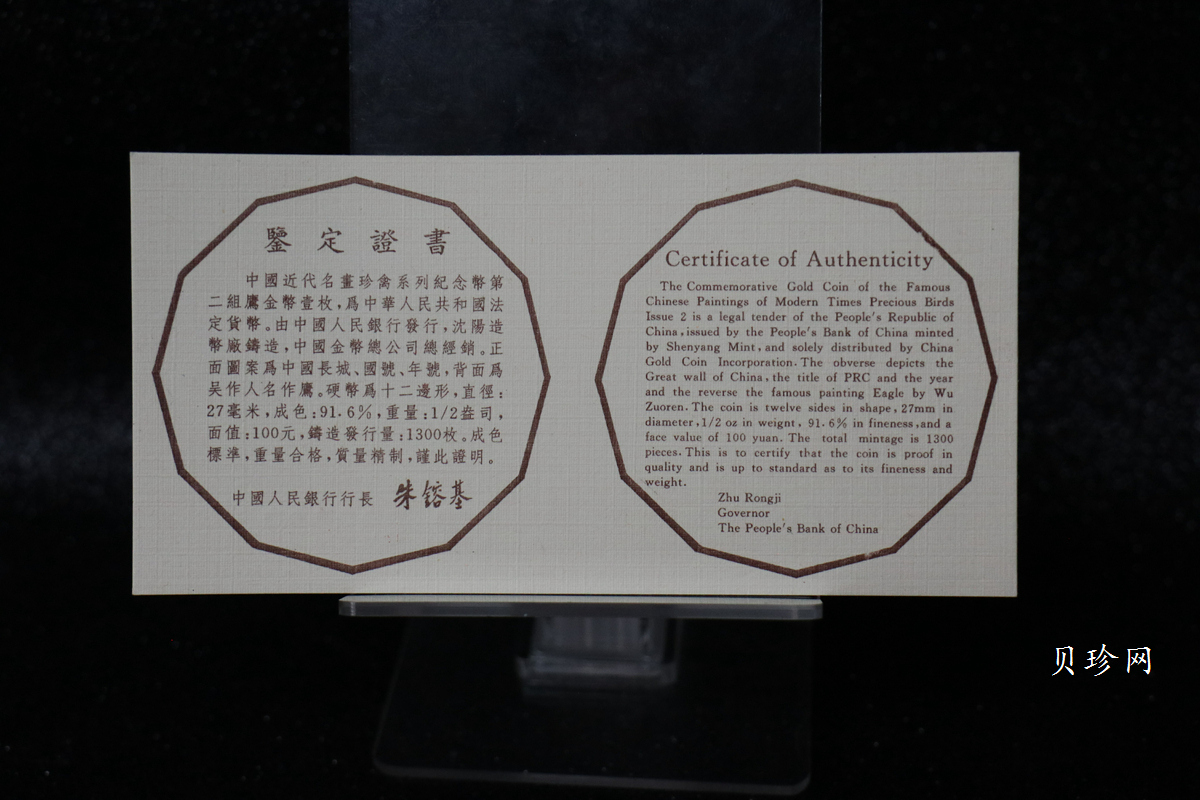 鑒定證書
中國近代名畫珍禽系列紀念幣第
二組鷹金幣壹枚,爲中華人民共和國法
定貨幣。由中國人民銀行發行,沈陽造
幣廠鑄造,中國金幣總公司總經銷。正
面圖案爲中國長城、國號、年號,背面爲
吴作人名作鷹。硬幣爲十二邊形,直徑:
27毫米,成色:91.6%,重量:1/2盎司,
面值:100元,鑄造發行量:1300枚。成色
標準,重量合格,質量精制,謹此證明。
中國人民銀行行長 朱鎔基
Certificate of Authenticity
The Commemorative Gold Coin of the Famous
Chinese Paintings of Modern Times Precious Birds
Issue 2 is a legal tender of the People's Republic of
China, issued by the People's Bank of China minted
by Shenyang Mint, and solely distributed by China
Gold Coin Incorporation. The obverse depicts the
Great wall of China, the title of PRC and the year
and the reverse the famous painting Eagle by Wu
Zuoren. The coin is twelve sides in shape, 27mm in
diameter, 1/2 oz in weignt, 91.6% in fineness, and a
face value of 100 yuan. The total mintage is 1300
pieces. This is to certify that the coin is proof in
quality and is up to standard as to its fineness and
weight.
Zhu Rongji
Governor
The People's Bank of China
贝珍网